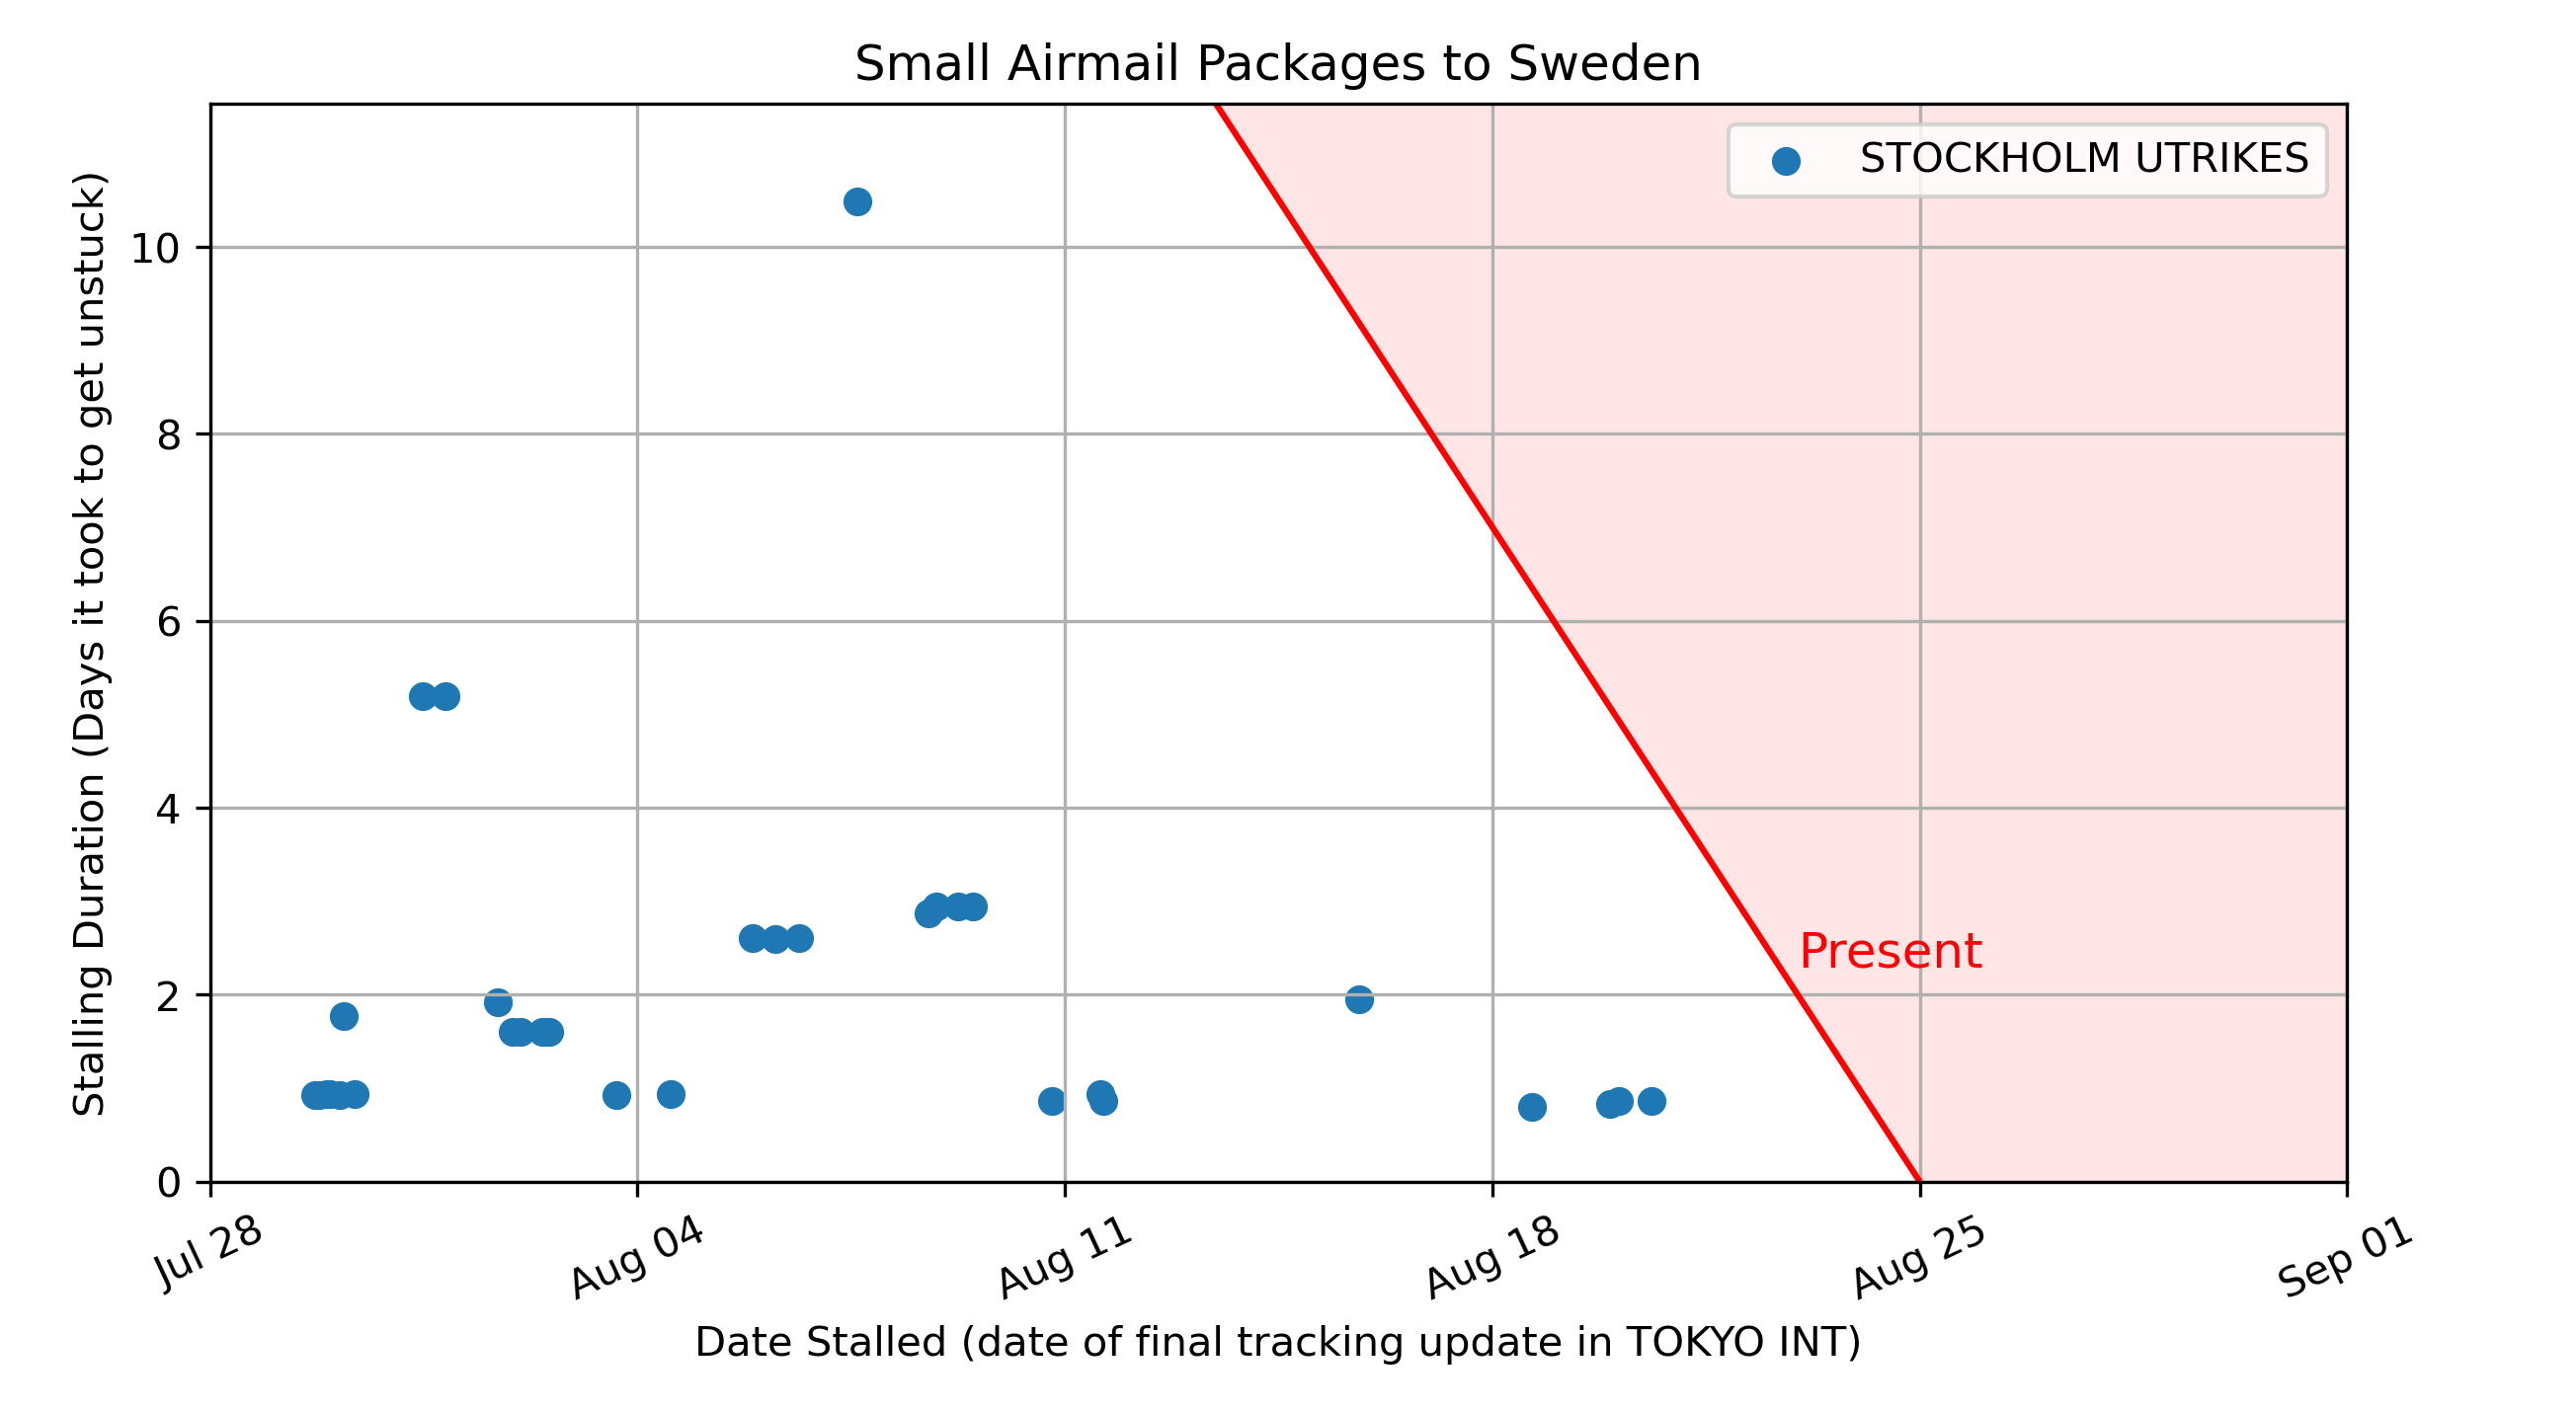 Small Airmail Packages to Sweden
STOCKHOLM UTRIKES
Stalling Duration (Days it took to get unstuck)
10
8
6
4
2
0
Present
Jul 28
Aug 04
Aug 11
Aug 18
Aug 25
Sep 01
Date Stalled (date of final tracking update in TOKYO INT)